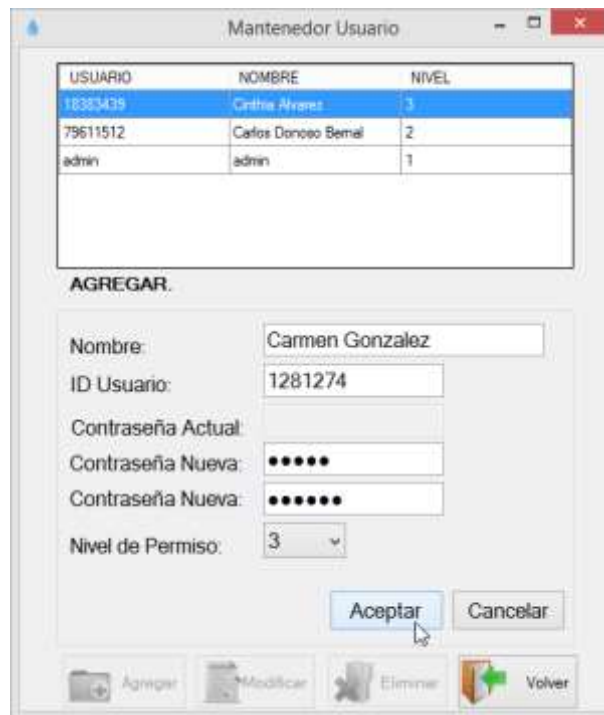 Mantenedor Usuario
USUARIO NOMBRE NIVEL
18383439 Cinthia Alvarez 3
79611512 Carlos Donoso Bernal 2
admin admin 1
AGREGAR.
Nombre: Carmen Gonzalez
ID Usuario: 1281274
Contraseña Actual:
Contraseña Nueva: ●●●●●
Contraseña Nueva: ●●●●●●
Nivel de Permiso: 3
Aceptar Cancelar
Agregar Modificar Eliminar Volver